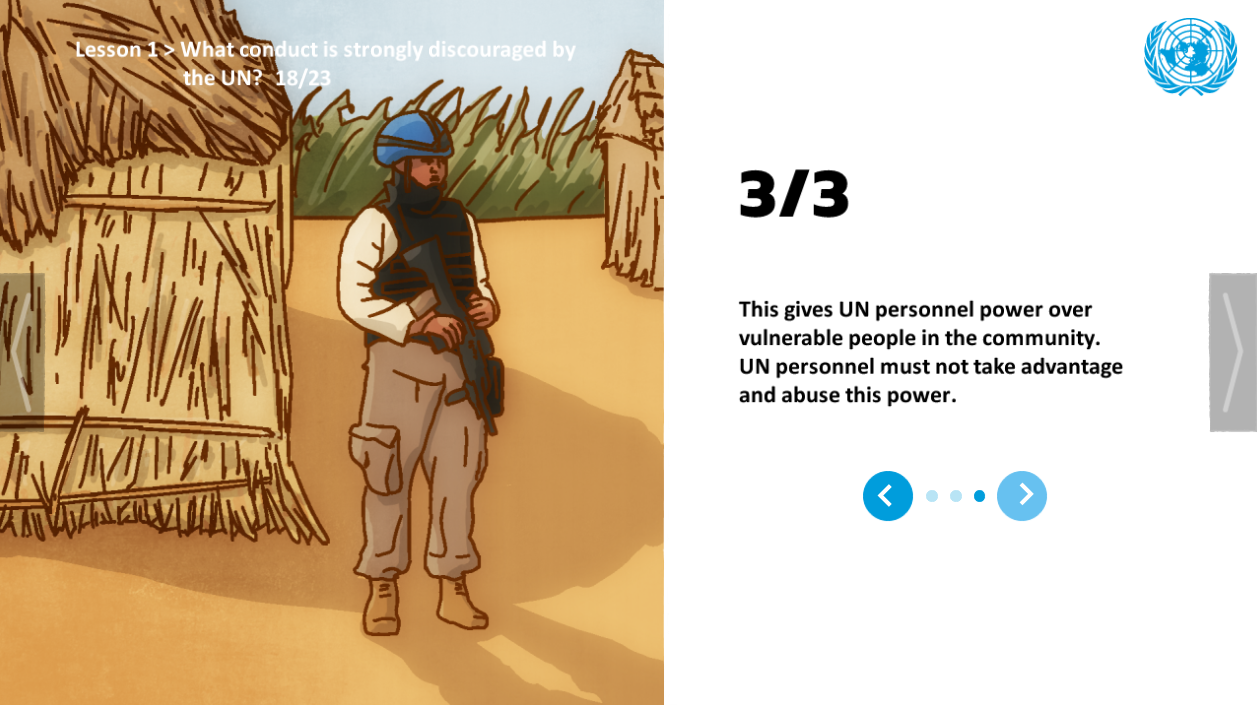 Lesson 1 > What conduct is strongly discouraged by
the UN? 18/23
3/3
This gives UN personnel power over
vulnerable people in the community.
UN personnel must not take advantage
and abuse this power.